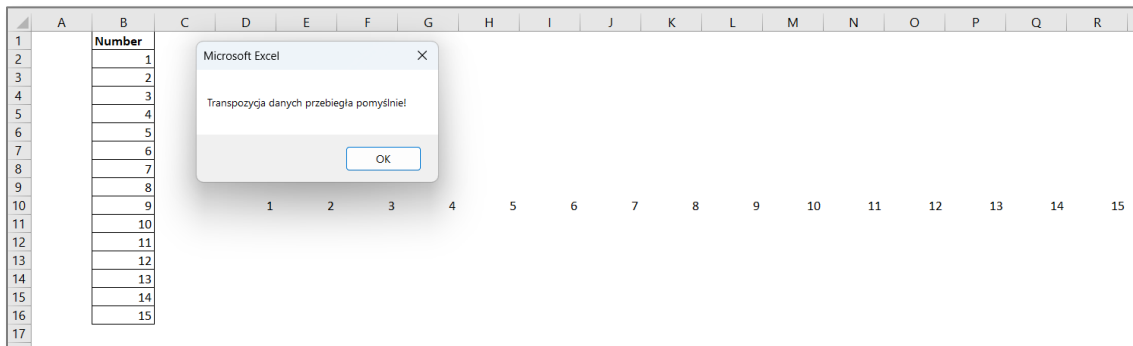 A B C D E F G H I J K L M N O P Q R
1 Number
2 1
3 2
4 3
5 4
6 5
7 6
8 7
9 8
10 9 1 2 3 4 5 6 7 8 9 10 11 12 13 14 15
11 10
12 11
13 12
14 13
15 14
16 15
17
Microsoft Excel
Transpozycja danych przebiegła pomyślnie!
OK